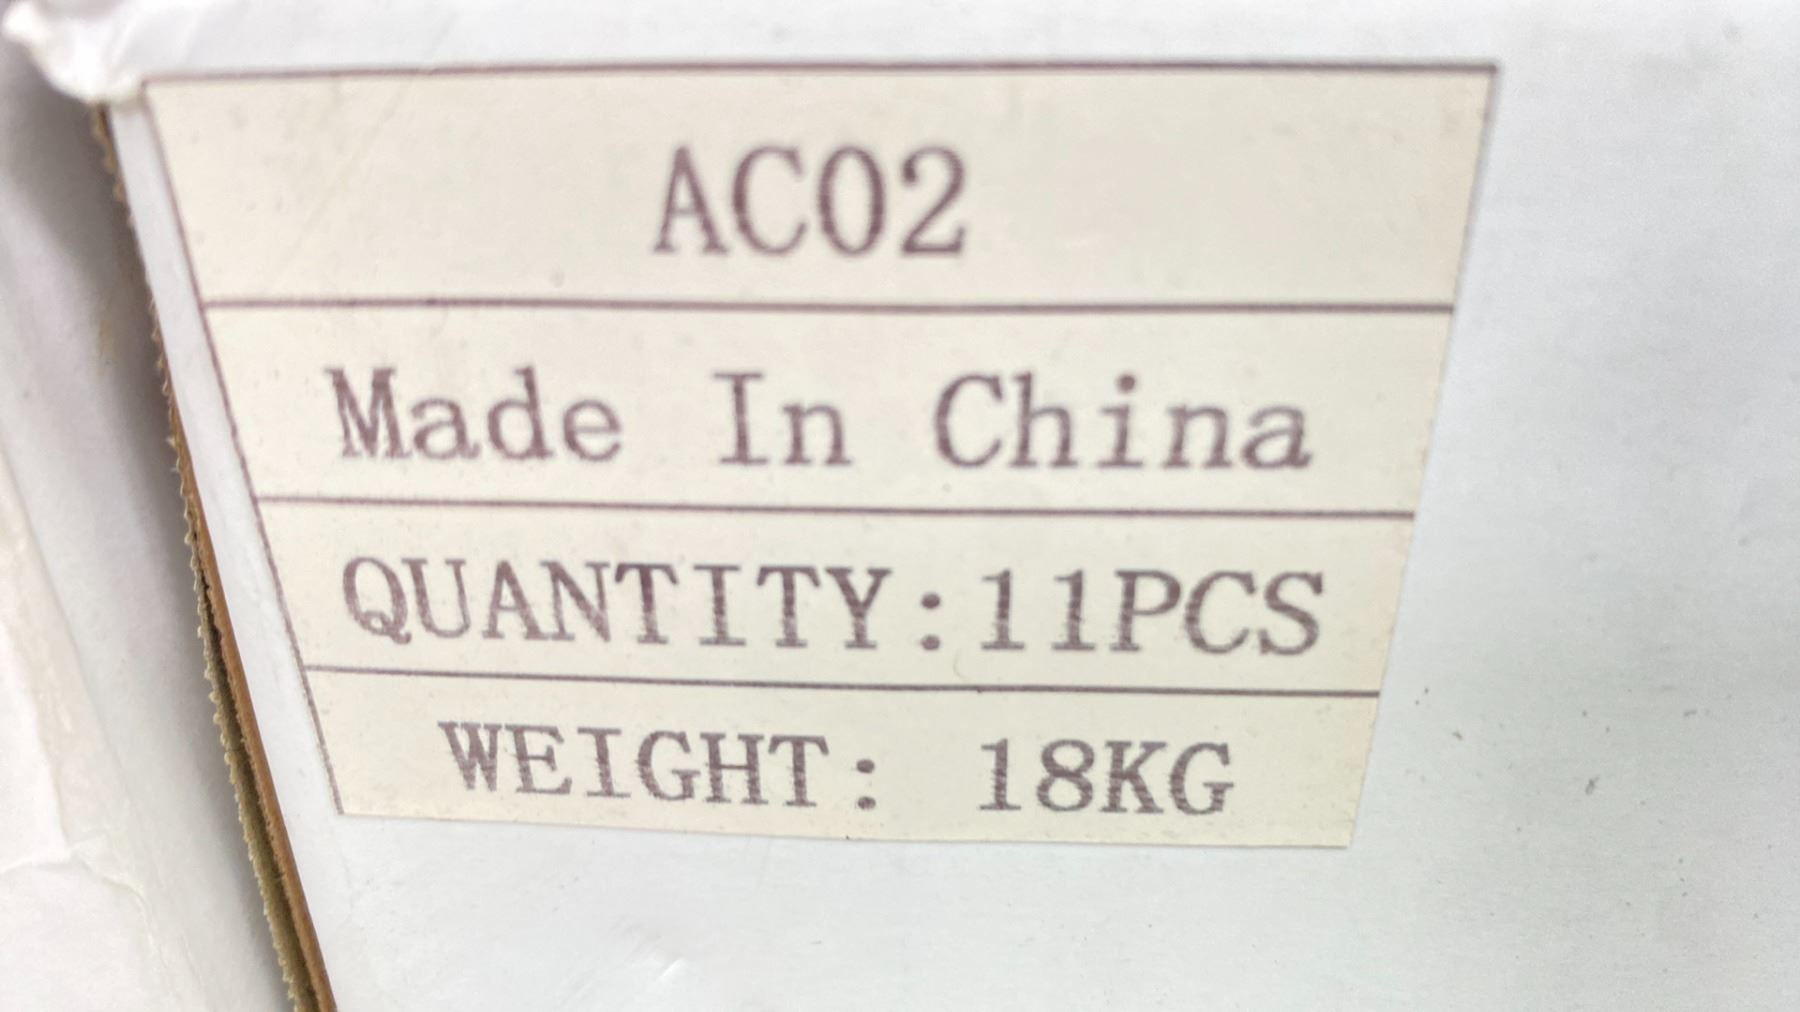 AC02
Made In China
QUANTITY:11PCS
WEIGHT: 18KG